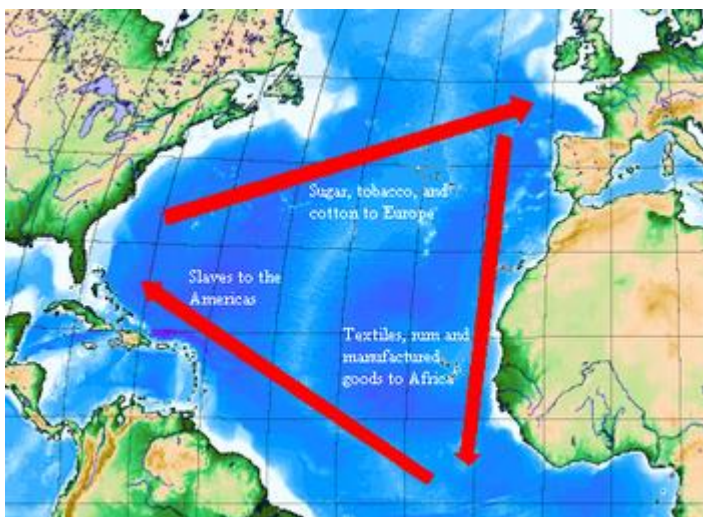 Sugar, tobacco, and
cotton to Europe
Slaves to the
Americas
Textiles, rum and
manufactured
goods to Africa